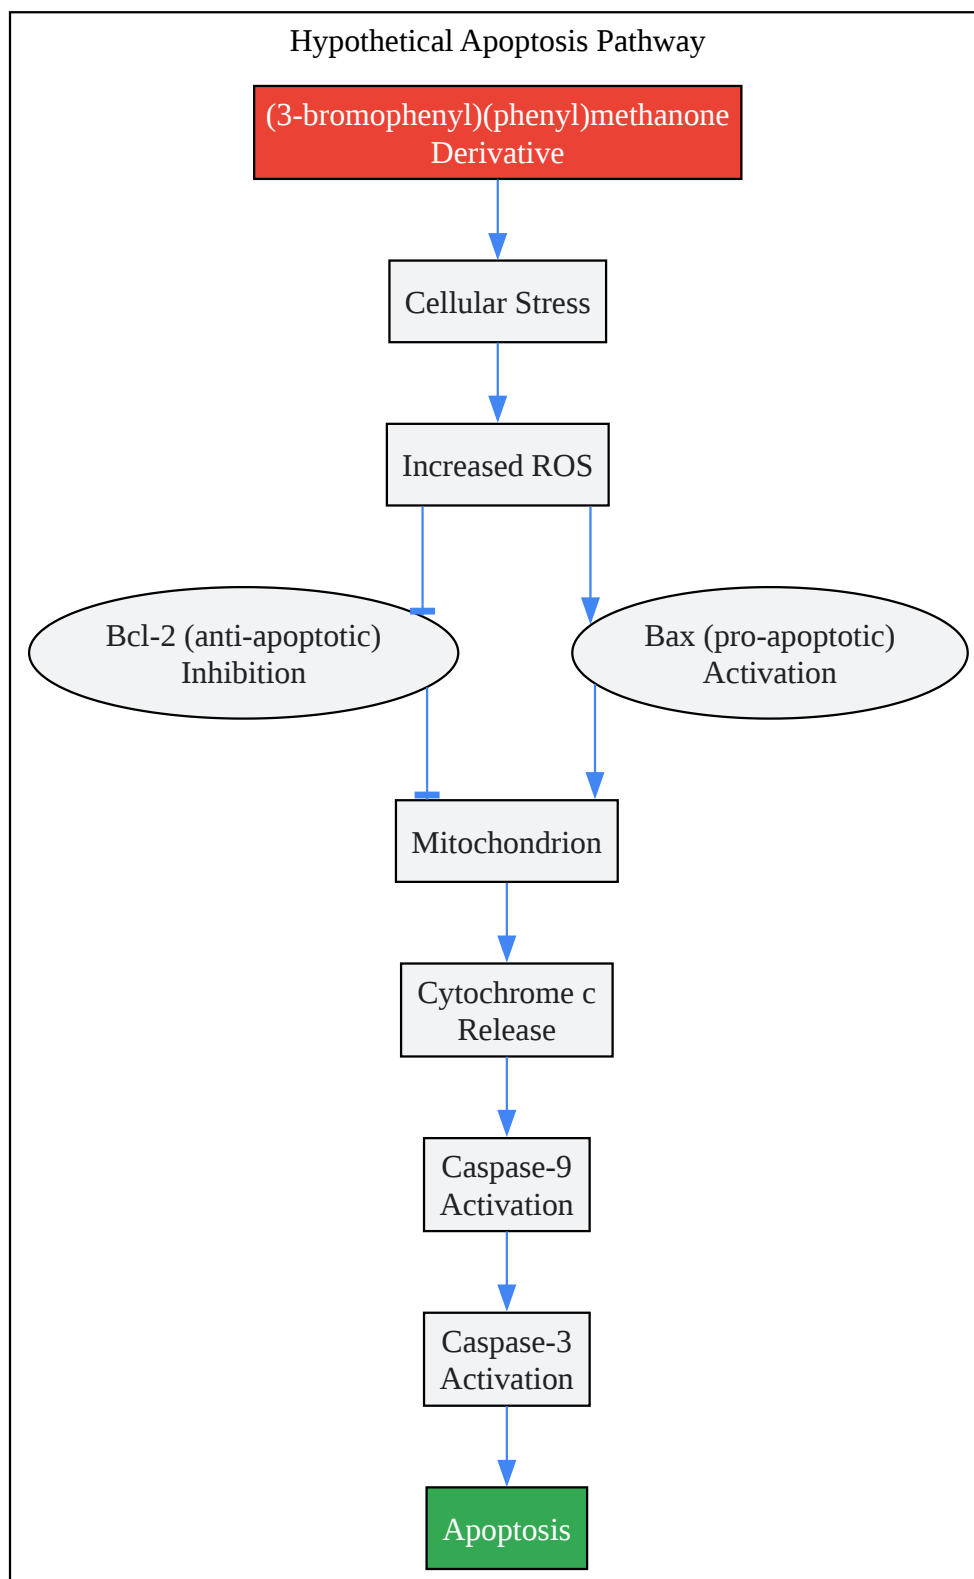 Hypothetical Apoptosis Pathway
(3-bromophenyl)(phenyl)methanone
Derivative
Cellular Stress
Increased ROS
Bcl-2 (anti-apoptotic)
Inhibition
Bax (pro-apoptotic)
Activation
Mitochondrion
Cytochrome c
Release
Caspase-9
Activation
Caspase-3
Activation
Apoptosis